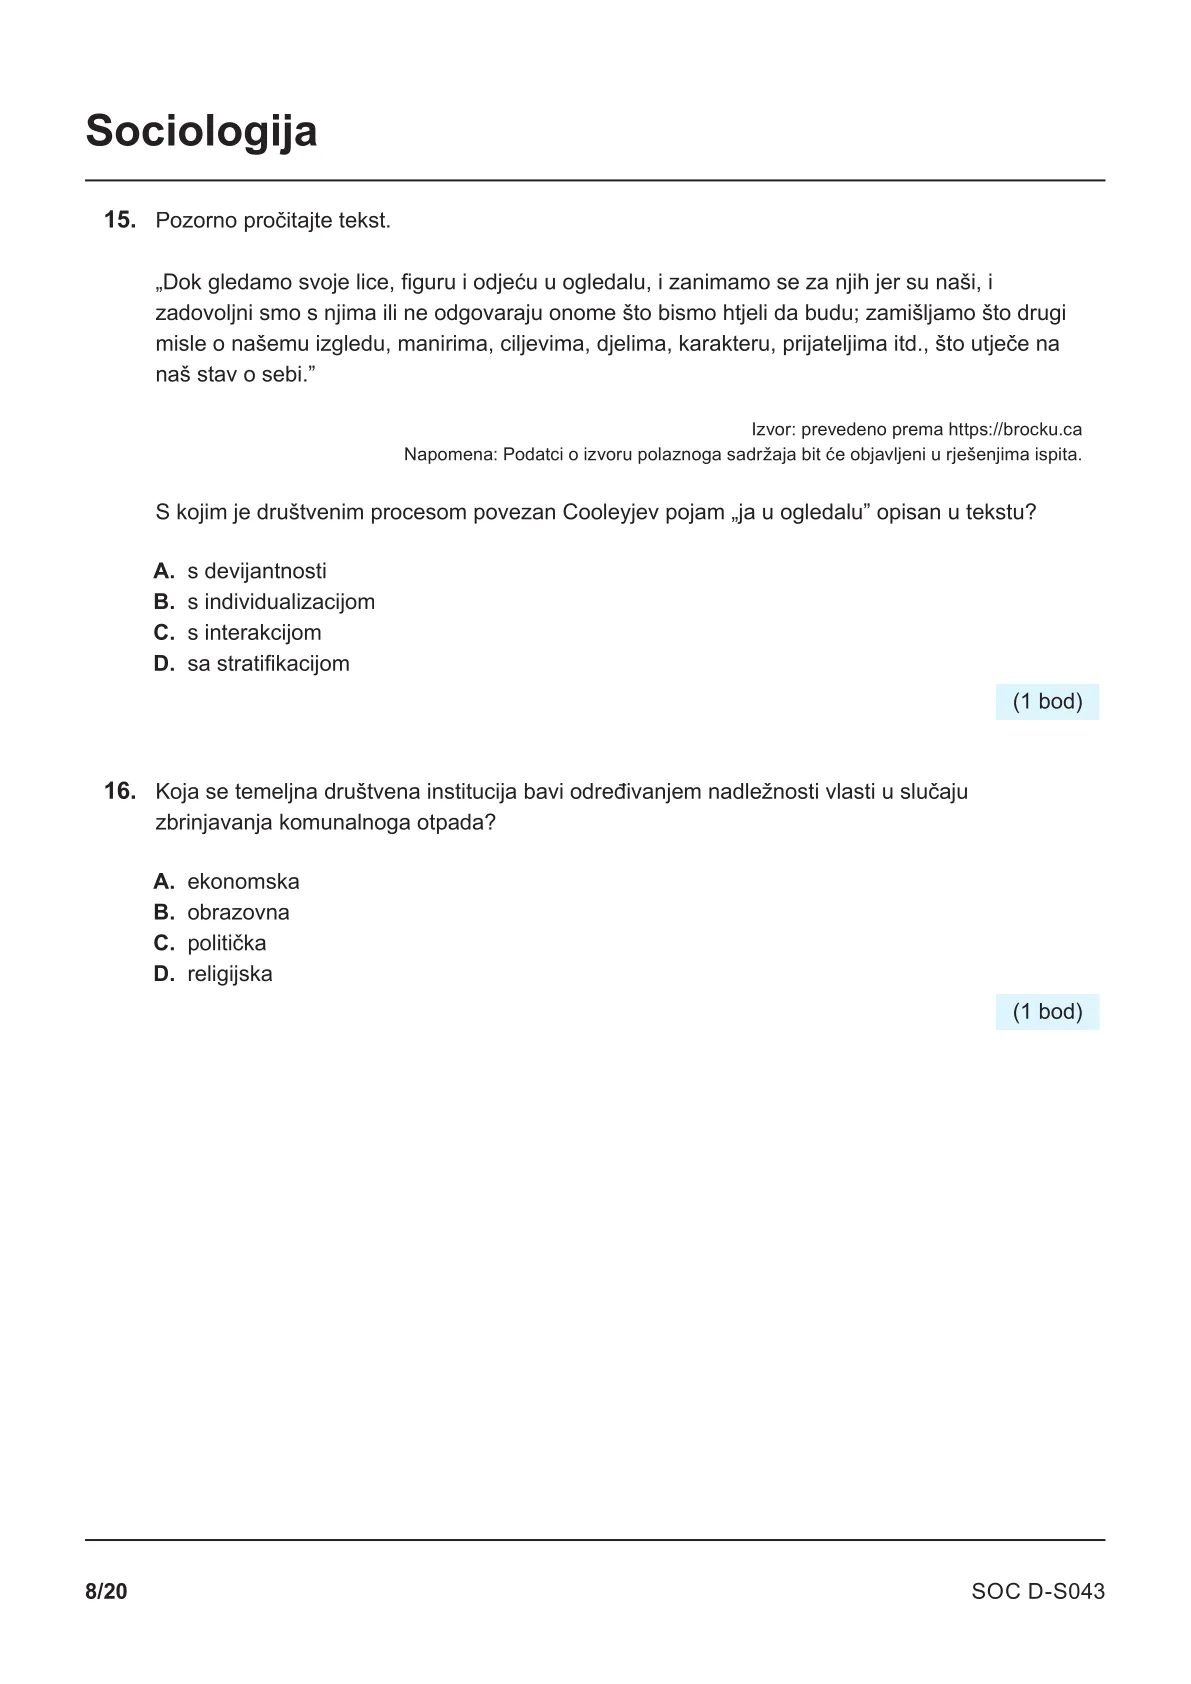 Sociologija
15. Pozorno pročitajte tekst.
„Dok gledamo svoje lice, figuru i odjeću u ogledalu, i zanimamo se za njih jer su naši, i
zadovoljni smo s njima ili ne odgovaraju onome što bismo htjeli da budu; zamišljamo što drugi
misle o našemu izgledu, manirima, ciljevima, djelima, karakteru, prijateljima itd., što utječe na
naš stav o sebi.”
Izvor: prevedeno prema https://brocku.ca
Napomena: Podatci o izvoru polaznoga sadržaja bit će objavljeni u rješenjima ispita.
S kojim je društvenim procesom povezan Cooleyjev pojam „ja u ogledalu” opisan u tekstu?
A. s devijantnosti
B. s individualizacijom
C. s interakcijom
D. sa stratifikacijom
(1 bod)
16. Koja se temeljna društvena institucija bavi određivanjem nadležnosti vlasti u slučaju
zbrinjavanja komunalnoga otpada?
A. ekonomska
B. obrazovna
C. politička
D. religijska
(1 bod)
8/20
SOC D-S043